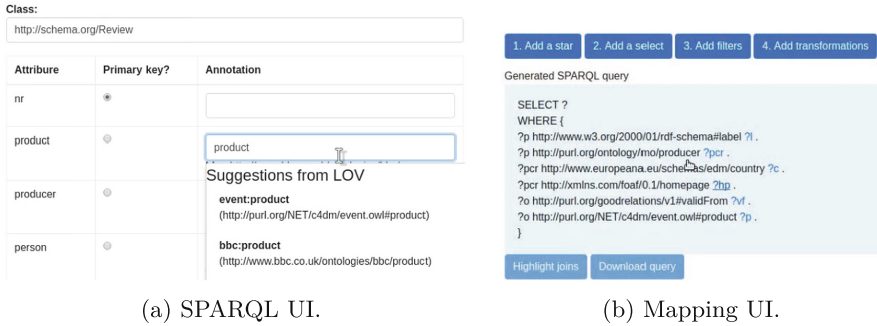 Class:
http://schema.org/Review
Attribure Primary key? Annotation
nr
product product
Suggestions from LOV
event:product
(http://purl.org/NET/c4dm/event.owl#product)
producer
bbc:product
(http://www.bbc.co.uk/ontologies/bbc/product)
person
(a) SPARQL UI.
1. Add a star 2. Add a select 3. Add filters 4. Add transformations
Generated SPARQL query
SELECT ?
WHERE {
?p http://www.w3.org/2000/01/rdf-schema#label ?l .
?p http://purl.org/ontology/mo/producer ?pcr .
?pcr http://www.europeana.eu/schemas/edm/country ?c .
?pcr http://xmlns.com/foaf/0.1/homepage ?hp .
?o http://purl.org/goodrelations/v1#validFrom ?vf .
?o http://purl.org/NET/c4dm/event.owl#product ?p .
}
Highlight joins Download query
(b) Mapping UI.